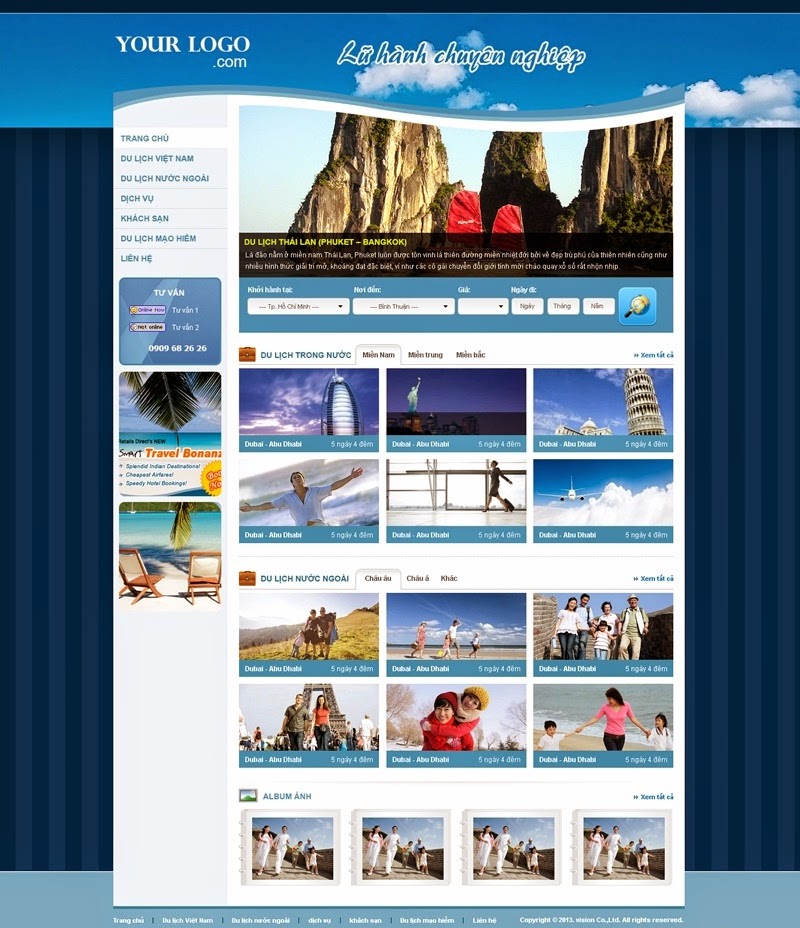 YOUR LOGO
.com
Lữ hành chuyên nghiệp
TRANG CHỦ
DU LỊCH VIỆT NAM
DU LỊCH NƯỚC NGOÀI
DỊCH VỤ
KHÁCH SẠN
DU LỊCH MẠO HIỂM
LIÊN HỆ
TƯ VẤN
Online Now Tư vấn 1
Not online Tư vấn 2
0909 68 26 26
Retails Direct's NEW
Smart Travel Bonanz
Splendid Indian Destinations!
Cheapest Airfares!
Speedy Hotel Bookings!
DU LỊCH THÁI LAN (PHUKET – BANGKOK)
Là đảo nằm ở miền nam Thái Lan, Phuket luôn được tôn vinh là thiên đường miền nhiệt đới bởi vẻ đẹp trù phú của thiên nhiên cũng như
nhiều hình thức giải trí mở, khoáng đạt đặc biệt, ví như các cô gái chuyển đổi giới tính mời chào quay xổ số rất nhộn nhịp.
Khởi hành tại: Nơi đến: Giá: Ngày đi:
--- Tp. Hồ Chí Minh --- --- Bình Thuận --- Ngày Tháng Năm
DU LỊCH TRONG NƯỚC Miền Nam Miền trung Miền bắc » Xem tất cả
Dubai - Abu Dhabi 5 ngày 4 đêm Dubai - Abu Dhabi 5 ngày 4 đêm Dubai - Abu Dhabi 5 ngày 4 đêm
Dubai - Abu Dhabi 5 ngày 4 đêm Dubai - Abu Dhabi 5 ngày 4 đêm Dubai - Abu Dhabi 5 ngày 4 đêm
DU LỊCH NƯỚC NGOÀI Châu âu Châu á Khác » Xem tất cả
Dubai - Abu Dhabi 5 ngày 4 đêm Dubai - Abu Dhabi 5 ngày 4 đêm Dubai - Abu Dhabi 5 ngày 4 đêm
Dubai - Abu Dhabi 5 ngày 4 đêm Dubai - Abu Dhabi 5 ngày 4 đêm Dubai - Abu Dhabi 5 ngày 4 đêm
ALBUM ẢNH » Xem tất cả
Trang chủ | Du lịch Việt Nam | Du lịch nước ngoài | dịch vụ | khách sạn | Du lịch mạo hiểm | Liên hệ Copyright © 2013, vision Co.,Ltd. All rights reserved.